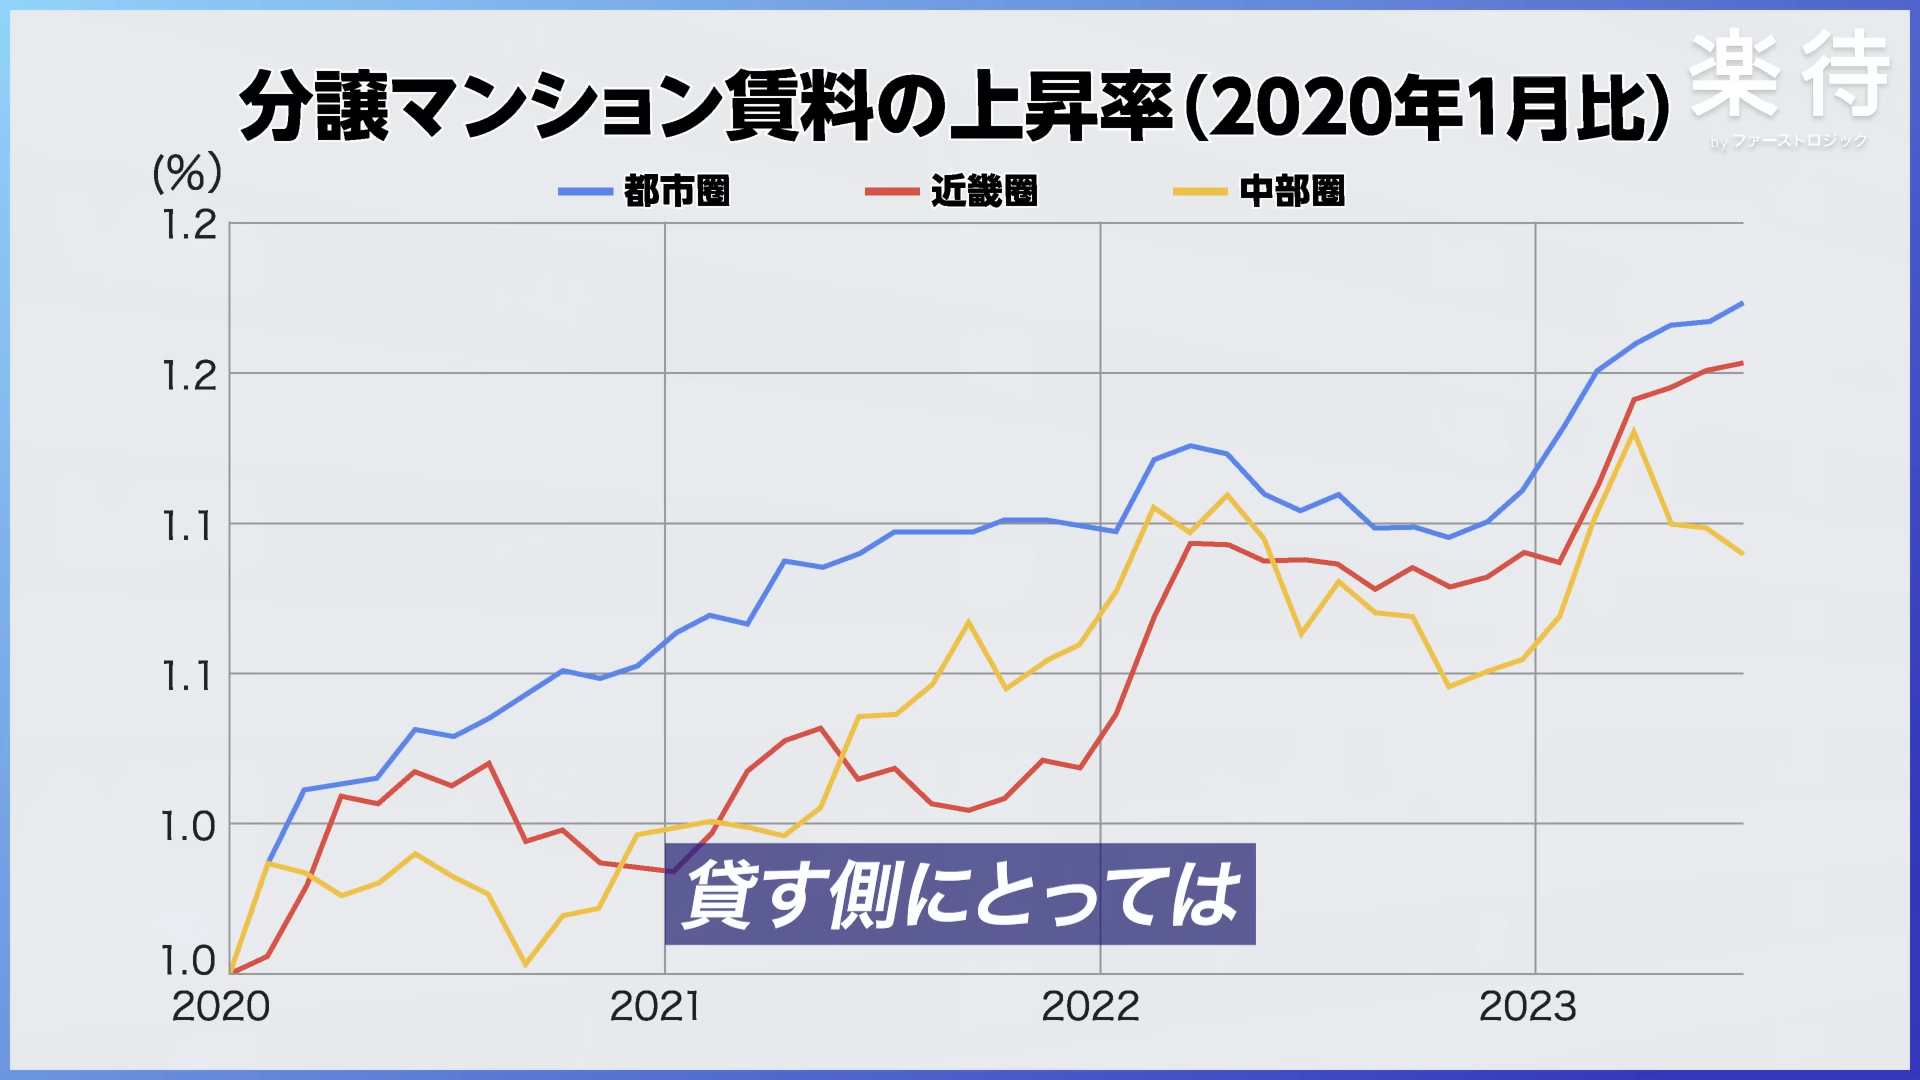 分譲マンション賃料の上昇率(2020年1月比)
楽待
by ファーストロジック
(%)
都市圏 近畿圏 中部圏
1.2
1.2
1.1
1.1
1.0
1.0
2020 2021 2022 2023
貸す側にとっては